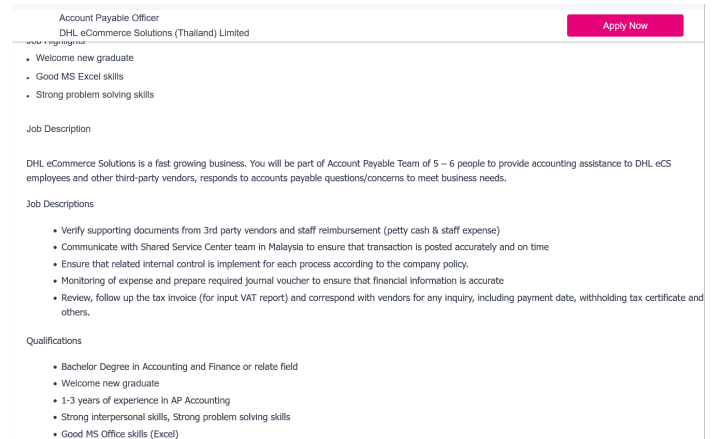 Account Payable Officer
DHL eCommerce Solutions (Thailand) Limited
Apply Now
Job Highlights
• Welcome new graduate
• Good MS Excel skills
• Strong problem solving skills
Job Description
DHL eCommerce Solutions is a fast growing business. You will be part of Account Payable Team of 5 – 6 people to provide accounting assistance to DHL eCS
employees and other third-party vendors, responds to accounts payable questions/concerns to meet business needs.
Job Descriptions
• Verify supporting documents from 3rd party vendors and staff reimbursement (petty cash & staff expense)
• Communicate with Shared Service Center team in Malaysia to ensure that transaction is posted accurately and on time
• Ensure that related internal control is implement for each process according to the company policy.
• Monitoring of expense and prepare required journal voucher to ensure that financial information is accurate
• Review, follow up the tax invoice (for input VAT report) and correspond with vendors for any inquiry, including payment date, withholding tax certificate and
others.
Qualifications
• Bachelor Degree in Accounting and Finance or relate field
• Welcome new graduate
• 1-3 years of experience in AP Accounting
• Strong interpersonal skills, Strong problem solving skills
• Good MS Office skills (Excel)